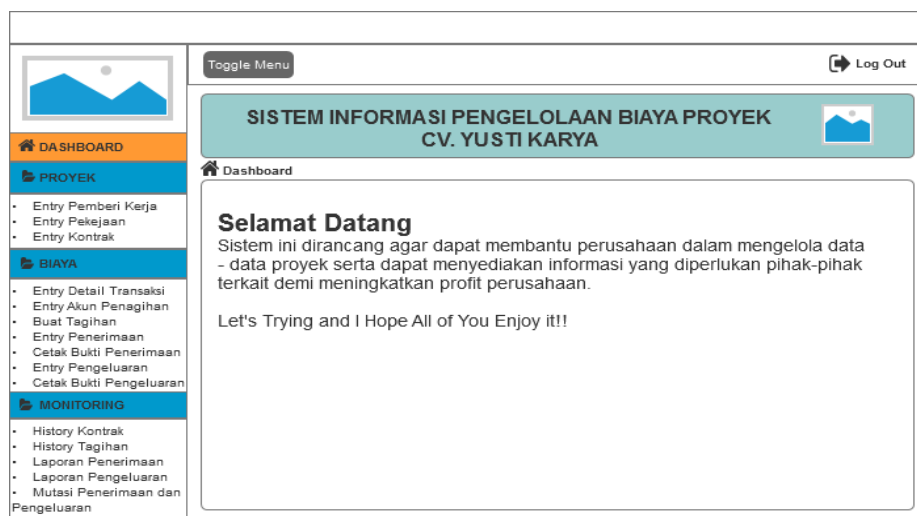 Toggle Menu
Log Out
SISTEM INFORMASI PENGELOLAAN BIAYA PROYEK
CV. YUSTI KARYA
DASHBOARD
PROYEK
• Entry Pemberi Kerja
• Entry Pekejaan
• Entry Kontrak
BIAYA
• Entry Detail Transaksi
• Entry Akun Penagihan
• Buat Tagihan
• Entry Penerimaan
• Cetak Bukti Penerimaan
• Entry Pengeluaran
• Cetak Bukti Pengeluaran
MONITORING
• History Kontrak
• History Tagihan
• Laporan Penerimaan
• Laporan Pengeluaran
• Mutasi Penerimaan dan
Pengeluaran
Dashboard
Selamat Datang
Sistem ini dirancang agar dapat membantu perusahaan dalam mengelola data
- data proyek serta dapat menyediakan informasi yang diperlukan pihak-pihak
terkait demi meningkatkan profit perusahaan.
Let's Trying and I Hope All of You Enjoy it!!